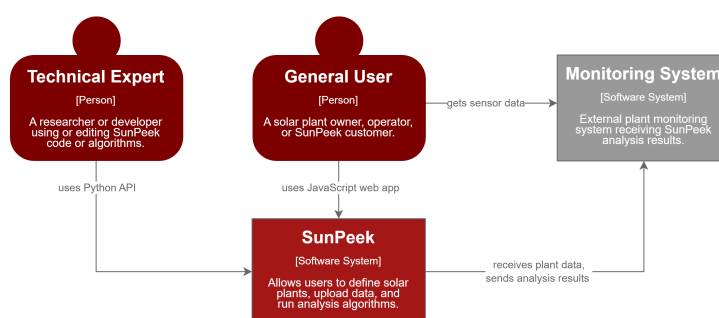 Technical Expert
[Person]
A researcher or developer
using or editing SunPeek
code or algorithms.
General User
[Person]
A solar plant owner, operator,
or SunPeek customer.
gets sensor data
Monitoring System
[Software System]
External plant monitoring
system receiving SunPeek
analysis results.
uses Python API
uses JavaScript web app
SunPeek
[Software System]
Allows users to define solar
plants, upload data, and
run analysis algorithms.
receives plant data,
sends analysis results